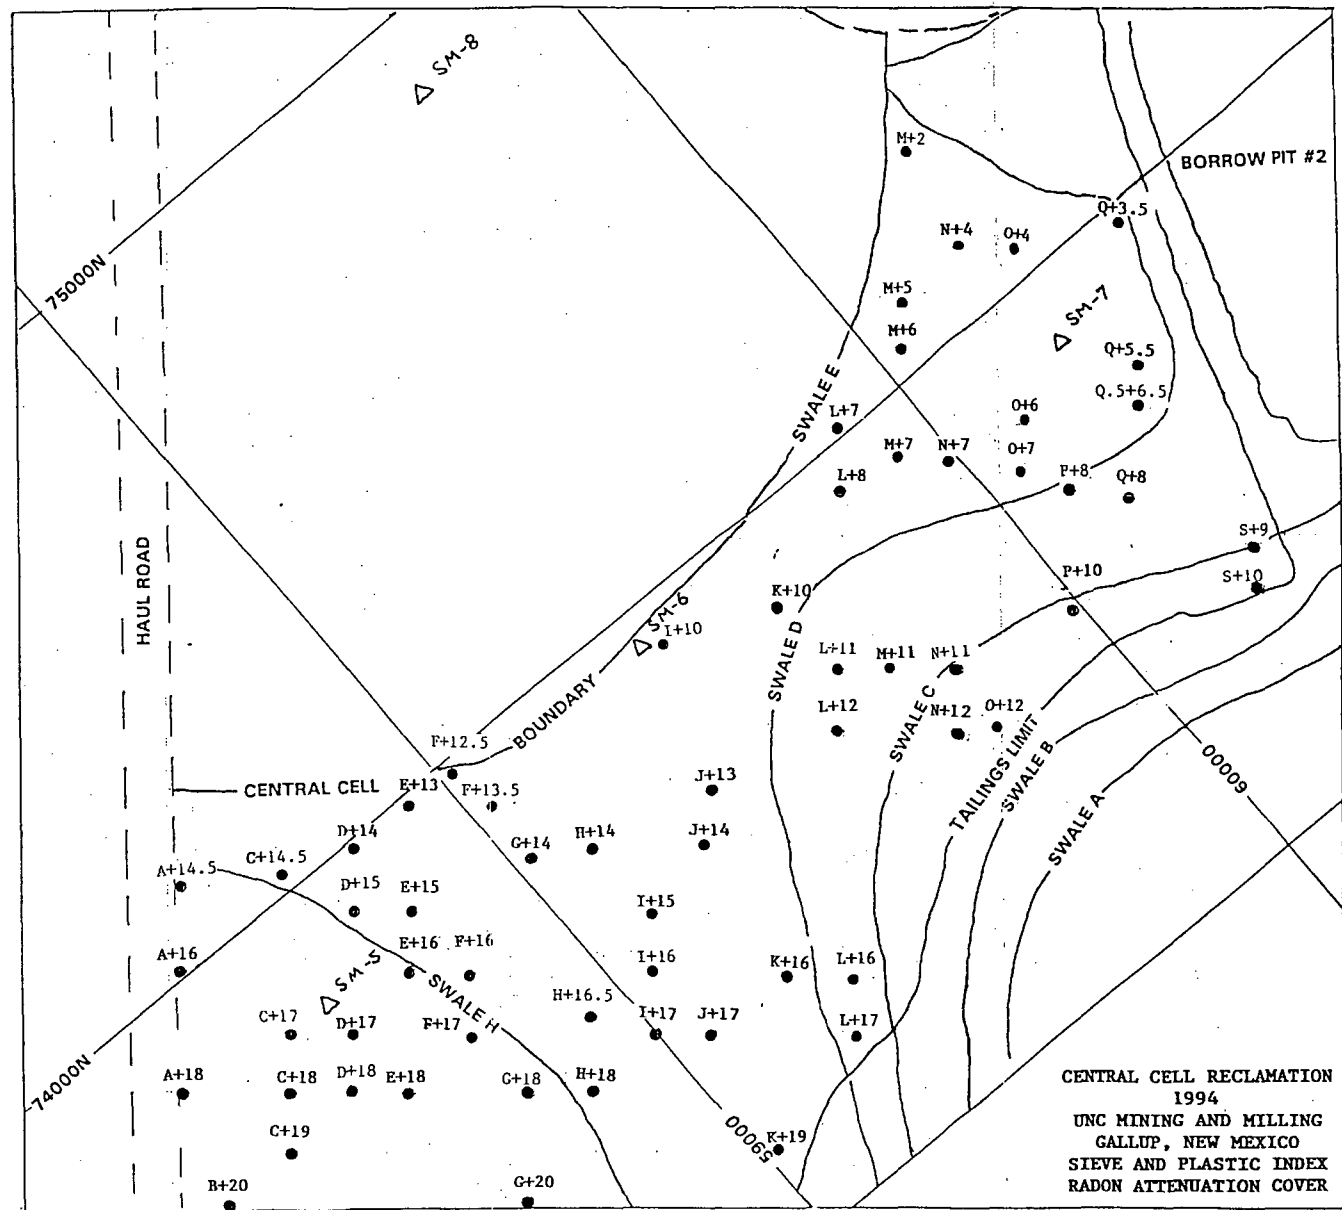 SM-8
M+2
BORROW PIT #2
Q+3.5
N+4
O+4
75000N
M+5
SM-7
M+6
Q+5.5
SWALE E
Q.5+6.5
L+7
O+6
M+7
N+7
O+7
L+8
P+8
Q+8
HAUL ROAD
S+9
P+10
S+10
K+10
SM-6
I+10
SWALE D
L+11
M+11
N+11
SWALE C
L+12
N+12
O+12
BOUNDARY
F+12.5
TAILINGS LIMIT
SWALE B
60000
CENTRAL CELL
E+13
F+13.5
J+13
SWALE A
D+14
G+14
H+14
J+14
A+14.5
C+14.5
D+15
E+15
I+15
A+16
SM-5
E+16
F+16
I+16
K+16
L+16
SWALE H
H+16.5
C+17
D+17
F+17
I+17
J+17
L+17
74000N
A+18
C+18
D+18
E+18
G+18
H+18
59000
C+19
K+19
B+20
G+20
CENTRAL CELL RECLAMATION
1994
UNC MINING AND MILLING
GALLUP, NEW MEXICO
SIEVE AND PLASTIC INDEX
RADON ATTENUATION COVER